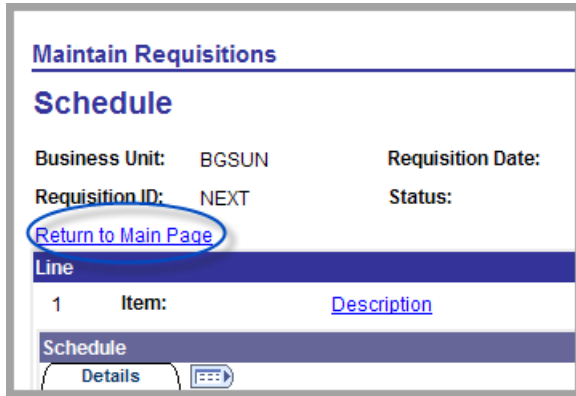 Maintain Requisitions
Schedule
Business Unit: BGSUN Requisition Date:
Requisition ID: NEXT Status:
Return to Main Page
Line
1 Item: Description
Schedule
Details